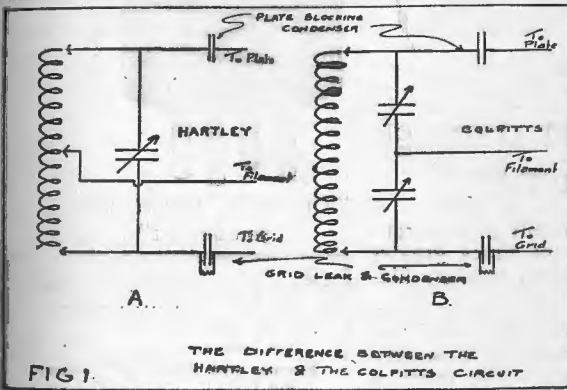 PLATE BLOCKING
CONDENSER
To Plate
To Plate
HARTLEY
COLPITTS
To
Filament
To
Filament
To Grid
To
Grid
GRID LEAK & CONDENSER
A
B.
THE DIFFERENCE BETWEEN THE
HARTLEY & THE COLPITTS CIRCUIT
FIG 1.